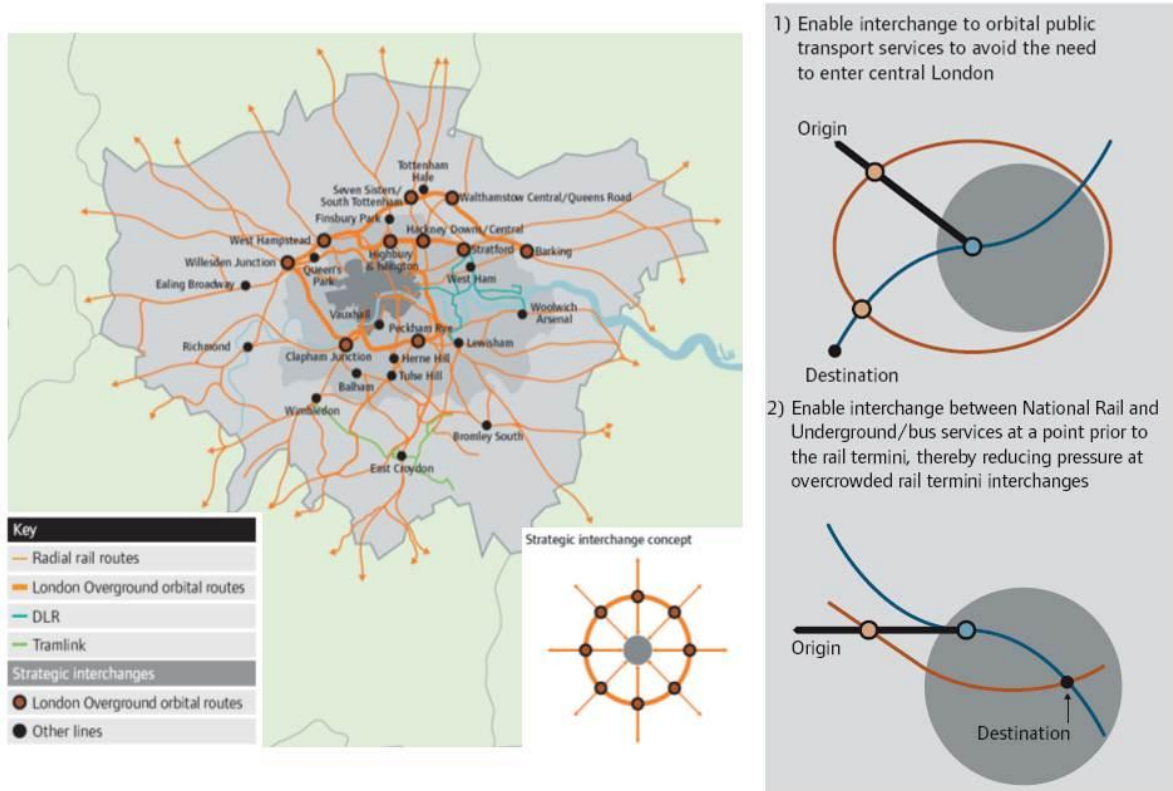 Tottenham
Hale
Seven Sisters/
South Tottenham
Walthamstow Central/Queens Road
Finsbury Park
Hackney Downs/Central
West Hampstead
Stratford
Barking
Highbury
& Islington
Willesden Junction
Queen's
Park
West Ham
Ealing Broadway
Woolwich
Arsenal
Vauxhall
Peckham Rye
Richmond
Lewisham
Clapham Junction
Herne Hill
Tulse Hill
Balham
Wimbledon
Bromley South
East Croydon
Key
Radial rail routes
London Overground orbital routes
DLR
Tramlink
Strategic interchanges
London Overground orbital routes
Other lines
Strategic interchange concept
1) Enable interchange to orbital public
transport services to avoid the need
to enter central London
Origin
Destination
2) Enable interchange between National Rail and
Underground/bus services at a point prior to
the rail termini, thereby reducing pressure at
overcrowded rail termini interchanges
Origin
Destination